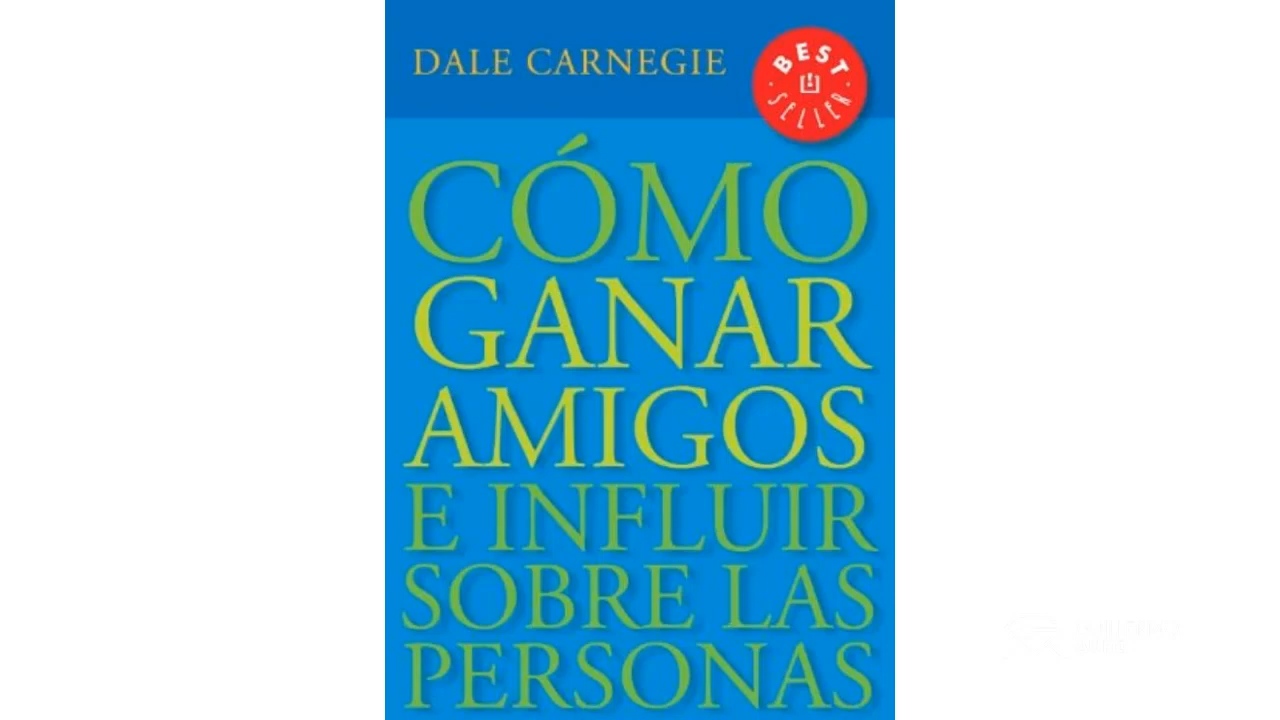 DALE CARNEGIE
BEST
SELLER
CÓMO
GANAR
AMIGOS
E INFLUIR
SOBRE LAS
PERSONAS